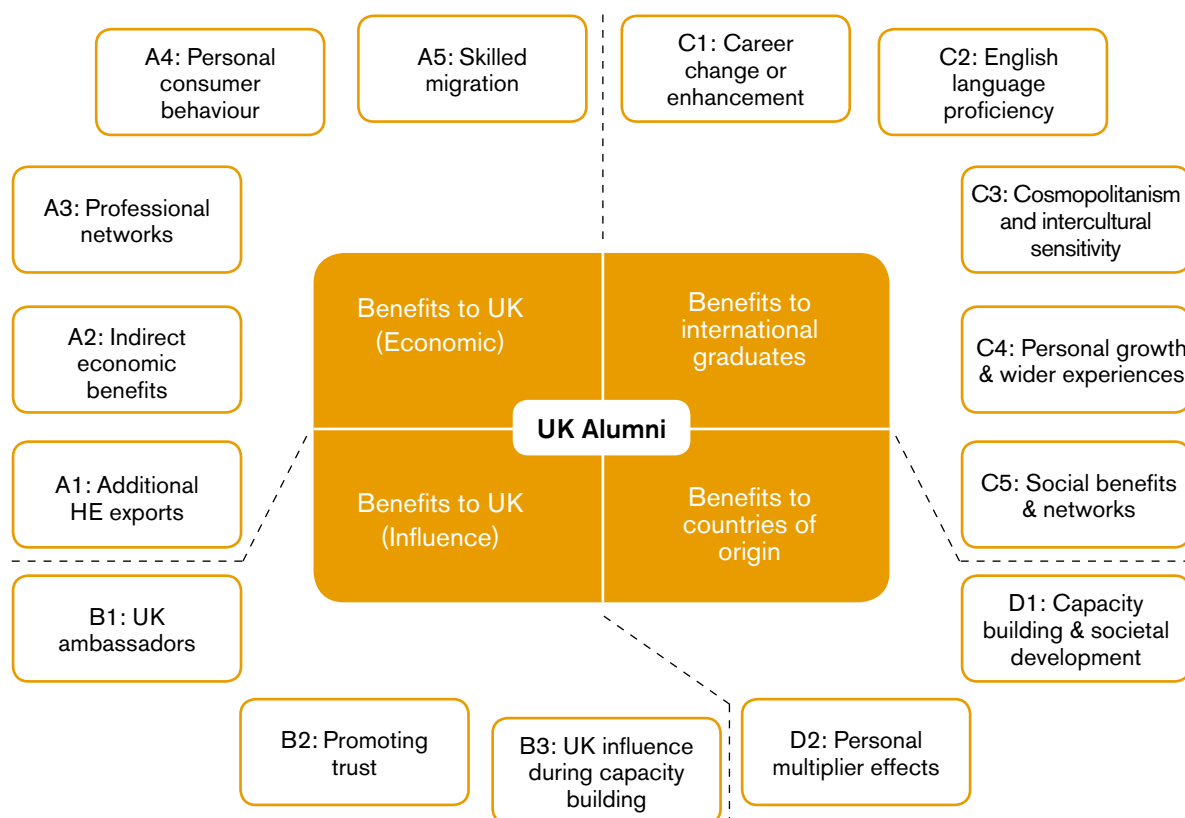 A4: Personal
consumer
behaviour
A5: Skilled
migration
C1: Career
change or
enhancement
C2: English
language
proficiency
A3: Professional
networks
C3: Cosmopolitanism
and intercultural
sensitivity
Benefits to UK
(Economic)
Benefits to
international
graduates
A2: Indirect
economic
benefits
C4: Personal growth
& wider experiences
UK Alumni
A1: Additional
HE exports
Benefits to UK
(Influence)
Benefits to
countries of
origin
C5: Social benefits
& networks
B1: UK
ambassadors
D1: Capacity
building & societal
development
B2: Promoting
trust
B3: UK influence
during capacity
building
D2: Personal
multiplier effects